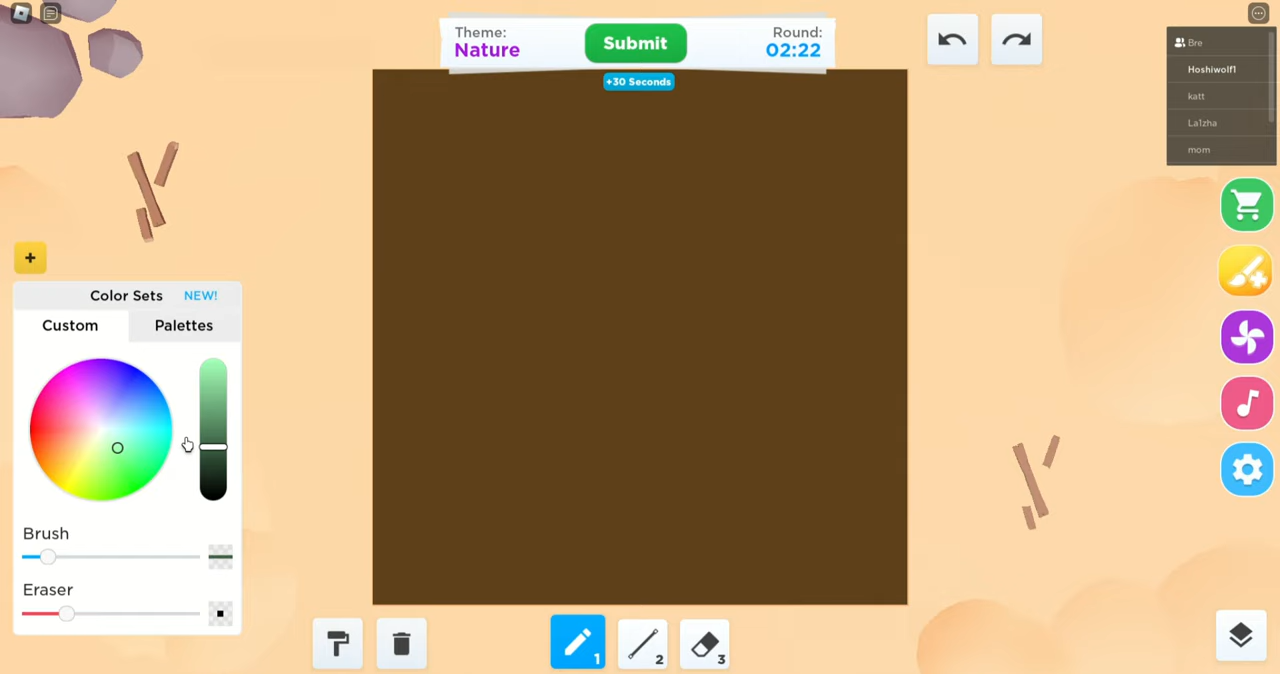 Theme:
Nature
Submit
Round:
02:22
+30 Seconds
Bre
Hoshiwolf1
katt
La1zha
mom
+
Color Sets NEW!
Custom Palettes
Brush
Eraser
1
2
3